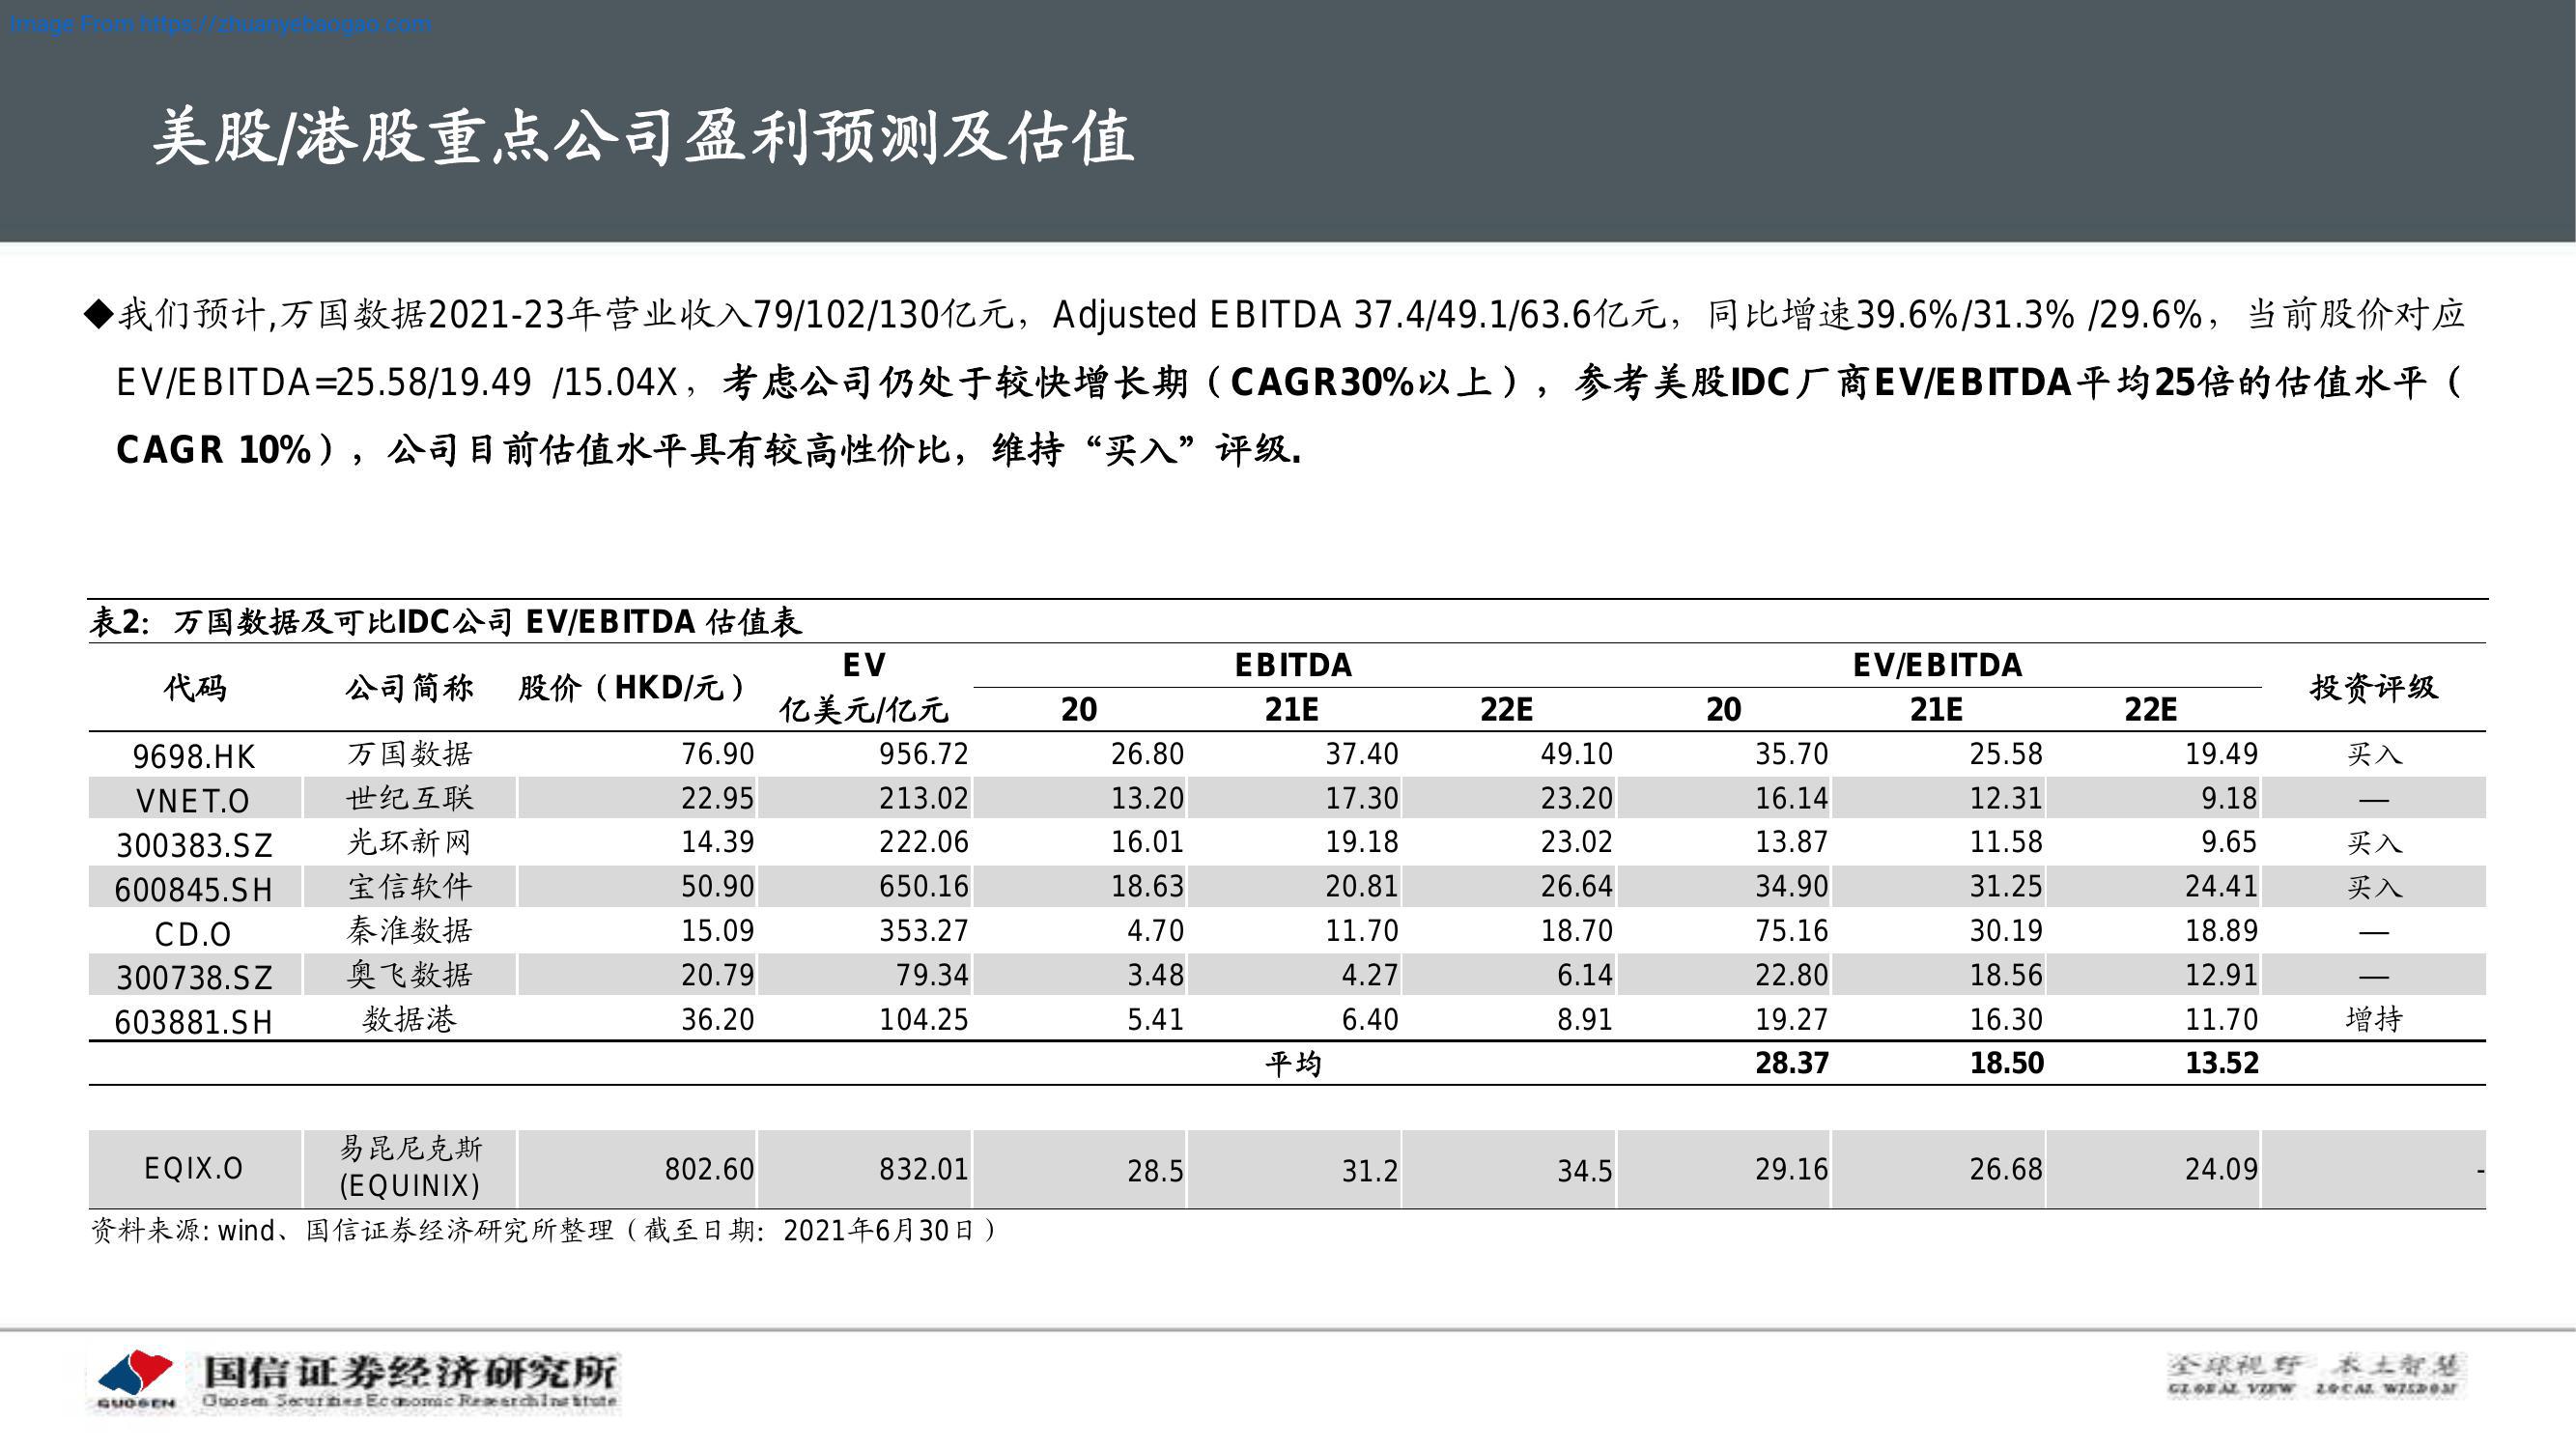 Image From https://zhuanyebaogao.com
美股/港股重点公司盈利预测及估值
◆我们预计,万国数据2021-23年营业收入79/102/130亿元，Adjusted EBITDA 37.4/49.1/63.6亿元，同比增速39.6%/31.3% /29.6%，当前股价对应
EV/EBITDA=25.58/19.49 /15.04X，考虑公司仍处于较快增长期（CAGR30%以上），参考美股IDC厂商EV/EBITDA平均25倍的估值水平（
CAGR 10%），公司目前估值水平具有较高性价比，维持“买入”评级.
表2：万国数据及可比IDC公司 EV/EBITDA 估值表
代码 公司简称 股价（HKD/元） EV 亿美元/亿元 EBITDA EV/EBITDA 投资评级
20 21E 22E 20 21E 22E
9698.HK 万国数据 76.90 956.72 26.80 37.40 49.10 35.70 25.58 19.49 买入
VNET.O 世纪互联 22.95 213.02 13.20 17.30 23.20 16.14 12.31 9.18 —
300383.SZ 光环新网 14.39 222.06 16.01 19.18 23.02 13.87 11.58 9.65 买入
600845.SH 宝信软件 50.90 650.16 18.63 20.81 26.64 34.90 31.25 24.41 买入
CD.O 秦淮数据 15.09 353.27 4.70 11.70 18.70 75.16 30.19 18.89 —
300738.SZ 奥飞数据 20.79 79.34 3.48 4.27 6.14 22.80 18.56 12.91 —
603881.SH 数据港 36.20 104.25 5.41 6.40 8.91 19.27 16.30 11.70 增持
平均 28.37 18.50 13.52
EQIX.O 易昆尼克斯(EQUINIX) 802.60 832.01 28.5 31.2 34.5 29.16 26.68 24.09 -
资料来源: wind、国信证券经济研究所整理（截至日期：2021年6月30日）
GUOSEN
国信证券经济研究所
Guosen Securities Economic Research Institute
全球视野 本土智慧
GLOBAL VIEW LOCAL WISDOM